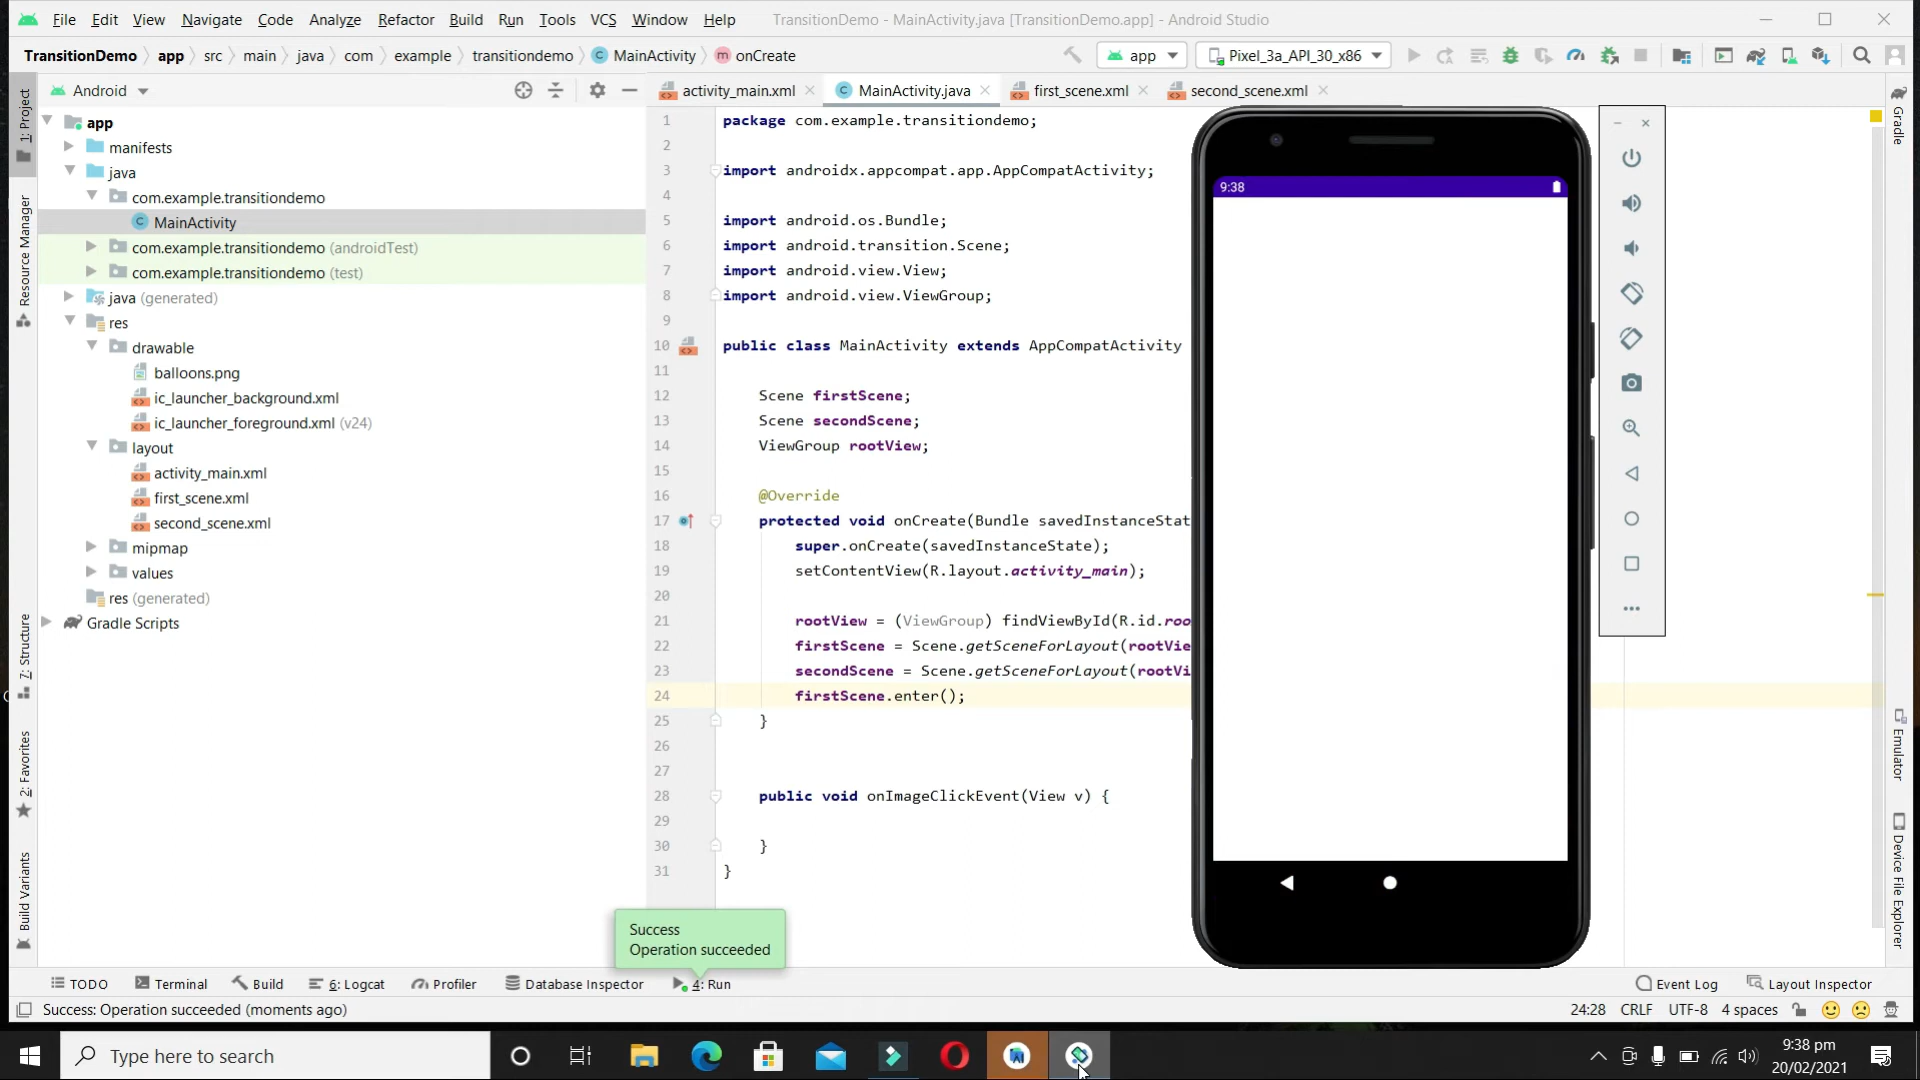 File Edit View Navigate Code Analyze Refactor Build Run Tools VCS Window Help TransitionDemo - MainActivity.java [TransitionDemo.app] - Android Studio
TransitionDemo app src main java com example transitiondemo C MainActivity m onCreate app Pixel_3a_API_30_x86
Android
activity_main.xml C MainActivity.java first_scene.xml second_scene.xml
1: Project
Resource Manager
7: Structure
2: Favorites
Build Variants
app
manifests
java
com.example.transitiondemo
C MainActivity
com.example.transitiondemo (androidTest)
com.example.transitiondemo (test)
java (generated)
res
drawable
balloons.png
ic_launcher_background.xml
ic_launcher_foreground.xml (v24)
layout
activity_main.xml
first_scene.xml
second_scene.xml
mipmap
values
res (generated)
Gradle Scripts
1 package com.example.transitiondemo;
2
3 import androidx.appcompat.app.AppCompatActivity;
4
5 import android.os.Bundle;
6 import android.transition.Scene;
7 import android.view.View;
8 import android.view.ViewGroup;
9
10 public class MainActivity extends AppCompatActivity
11
12 Scene firstScene;
13 Scene secondScene;
14 ViewGroup rootView;
15
16 @Override
17 protected void onCreate(Bundle savedInstanceStat
18 super.onCreate(savedInstanceState);
19 setContentView(R.layout.activity_main);
20
21 rootView = (ViewGroup) findViewById(R.id.roo
22 firstScene = Scene.getSceneForLayout(rootVie
23 secondScene = Scene.getSceneForLayout(rootVi
24 firstScene.enter();
25 }
26
27
28 public void onImageClickEvent(View v) {
29
30 }
31 }
9:38
Gradle
Emulator
Device File Explorer
Success
Operation succeeded
TODO Terminal Build 6: Logcat Profiler Database Inspector 4: Run Event Log Layout Inspector
Success: Operation succeeded (moments ago) 24:28 CRLF UTF-8 4 spaces
Type here to search
9:38 pm
20/02/2021